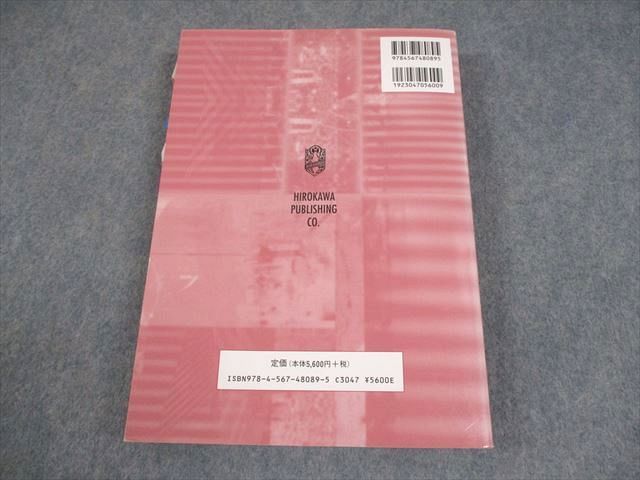 9784567480895
1923047056009
HIROKAWA
PUBLISHING
CO.
定価(本体5,600円+税)
ISBN978-4-567-48089-5 C3047 ¥5600E